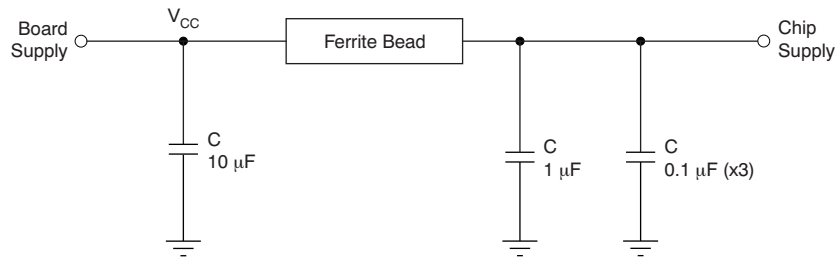 Board
Supply
V_CC
Ferrite Bead
Chip
Supply
C
10 μF
C
1 μF
C
0.1 μF (x3)